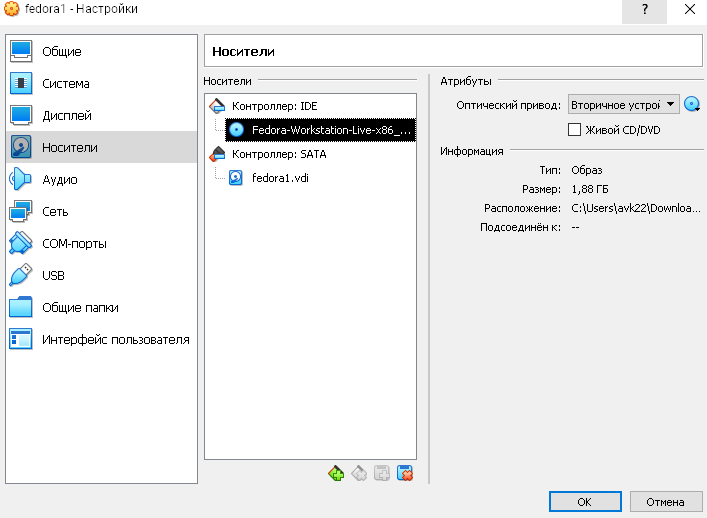 fedora1 - Настройки
?
Общие
Система
Дисплей
Носители
Аудио
Сеть
COM-порты
USB
Общие папки
Интерфейс пользователя
Носители
Носители
Контроллер: IDE
Fedora-Workstation-Live-x86_...
Контроллер: SATA
fedora1.vdi
Атрибуты
Оптический привод: Вторичное устрой
Живой CD/DVD
Информация
Тип: Образ
Размер: 1,88 ГБ
Расположение: C:\Users\avk22\Downloa...
Подсоединён к: --
OK
Отмена